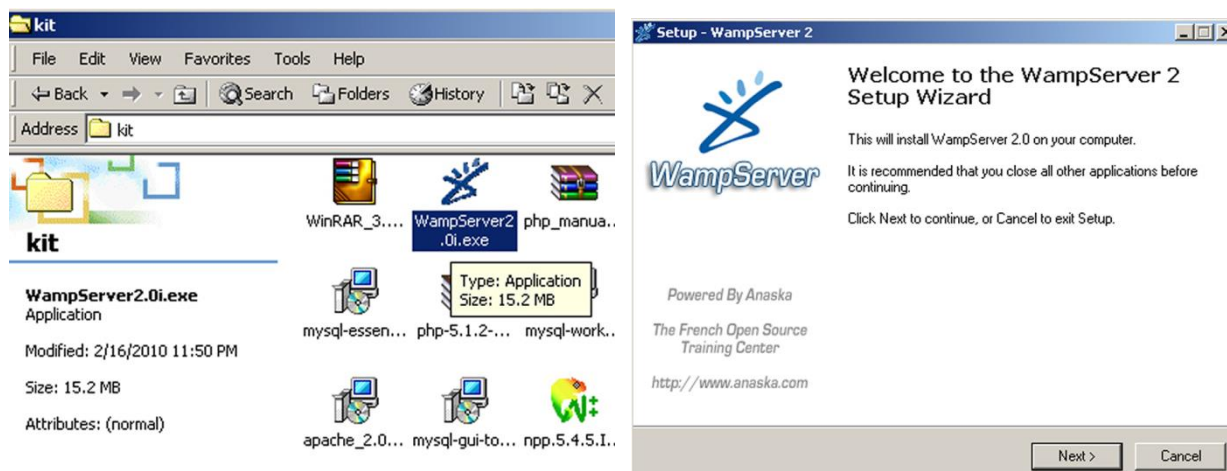 kit
File Edit View Favorites Tools Help
Back Search Folders History
Address kit
kit
WampServer2.0i.exe
Application
Modified: 2/16/2010 11:50 PM
Size: 15.2 MB
Attributes: (normal)
WinRAR_3.... WampServer2 php_manua...
.0i.exe
Type: Application
Size: 15.2 MB
mysql-essen... php-5.1.2-... mysql-work...
apache_2.0... mysql-gui-to... npp.5.4.5.I...
Setup - WampServer 2
WampServer
Welcome to the WampServer 2
Setup Wizard
This will install WampServer 2.0 on your computer.
It is recommended that you close all other applications before
continuing.
Click Next to continue, or Cancel to exit Setup.
Powered By Anaska
The French Open Source
Training Center
http://www.anaska.com
Next > Cancel